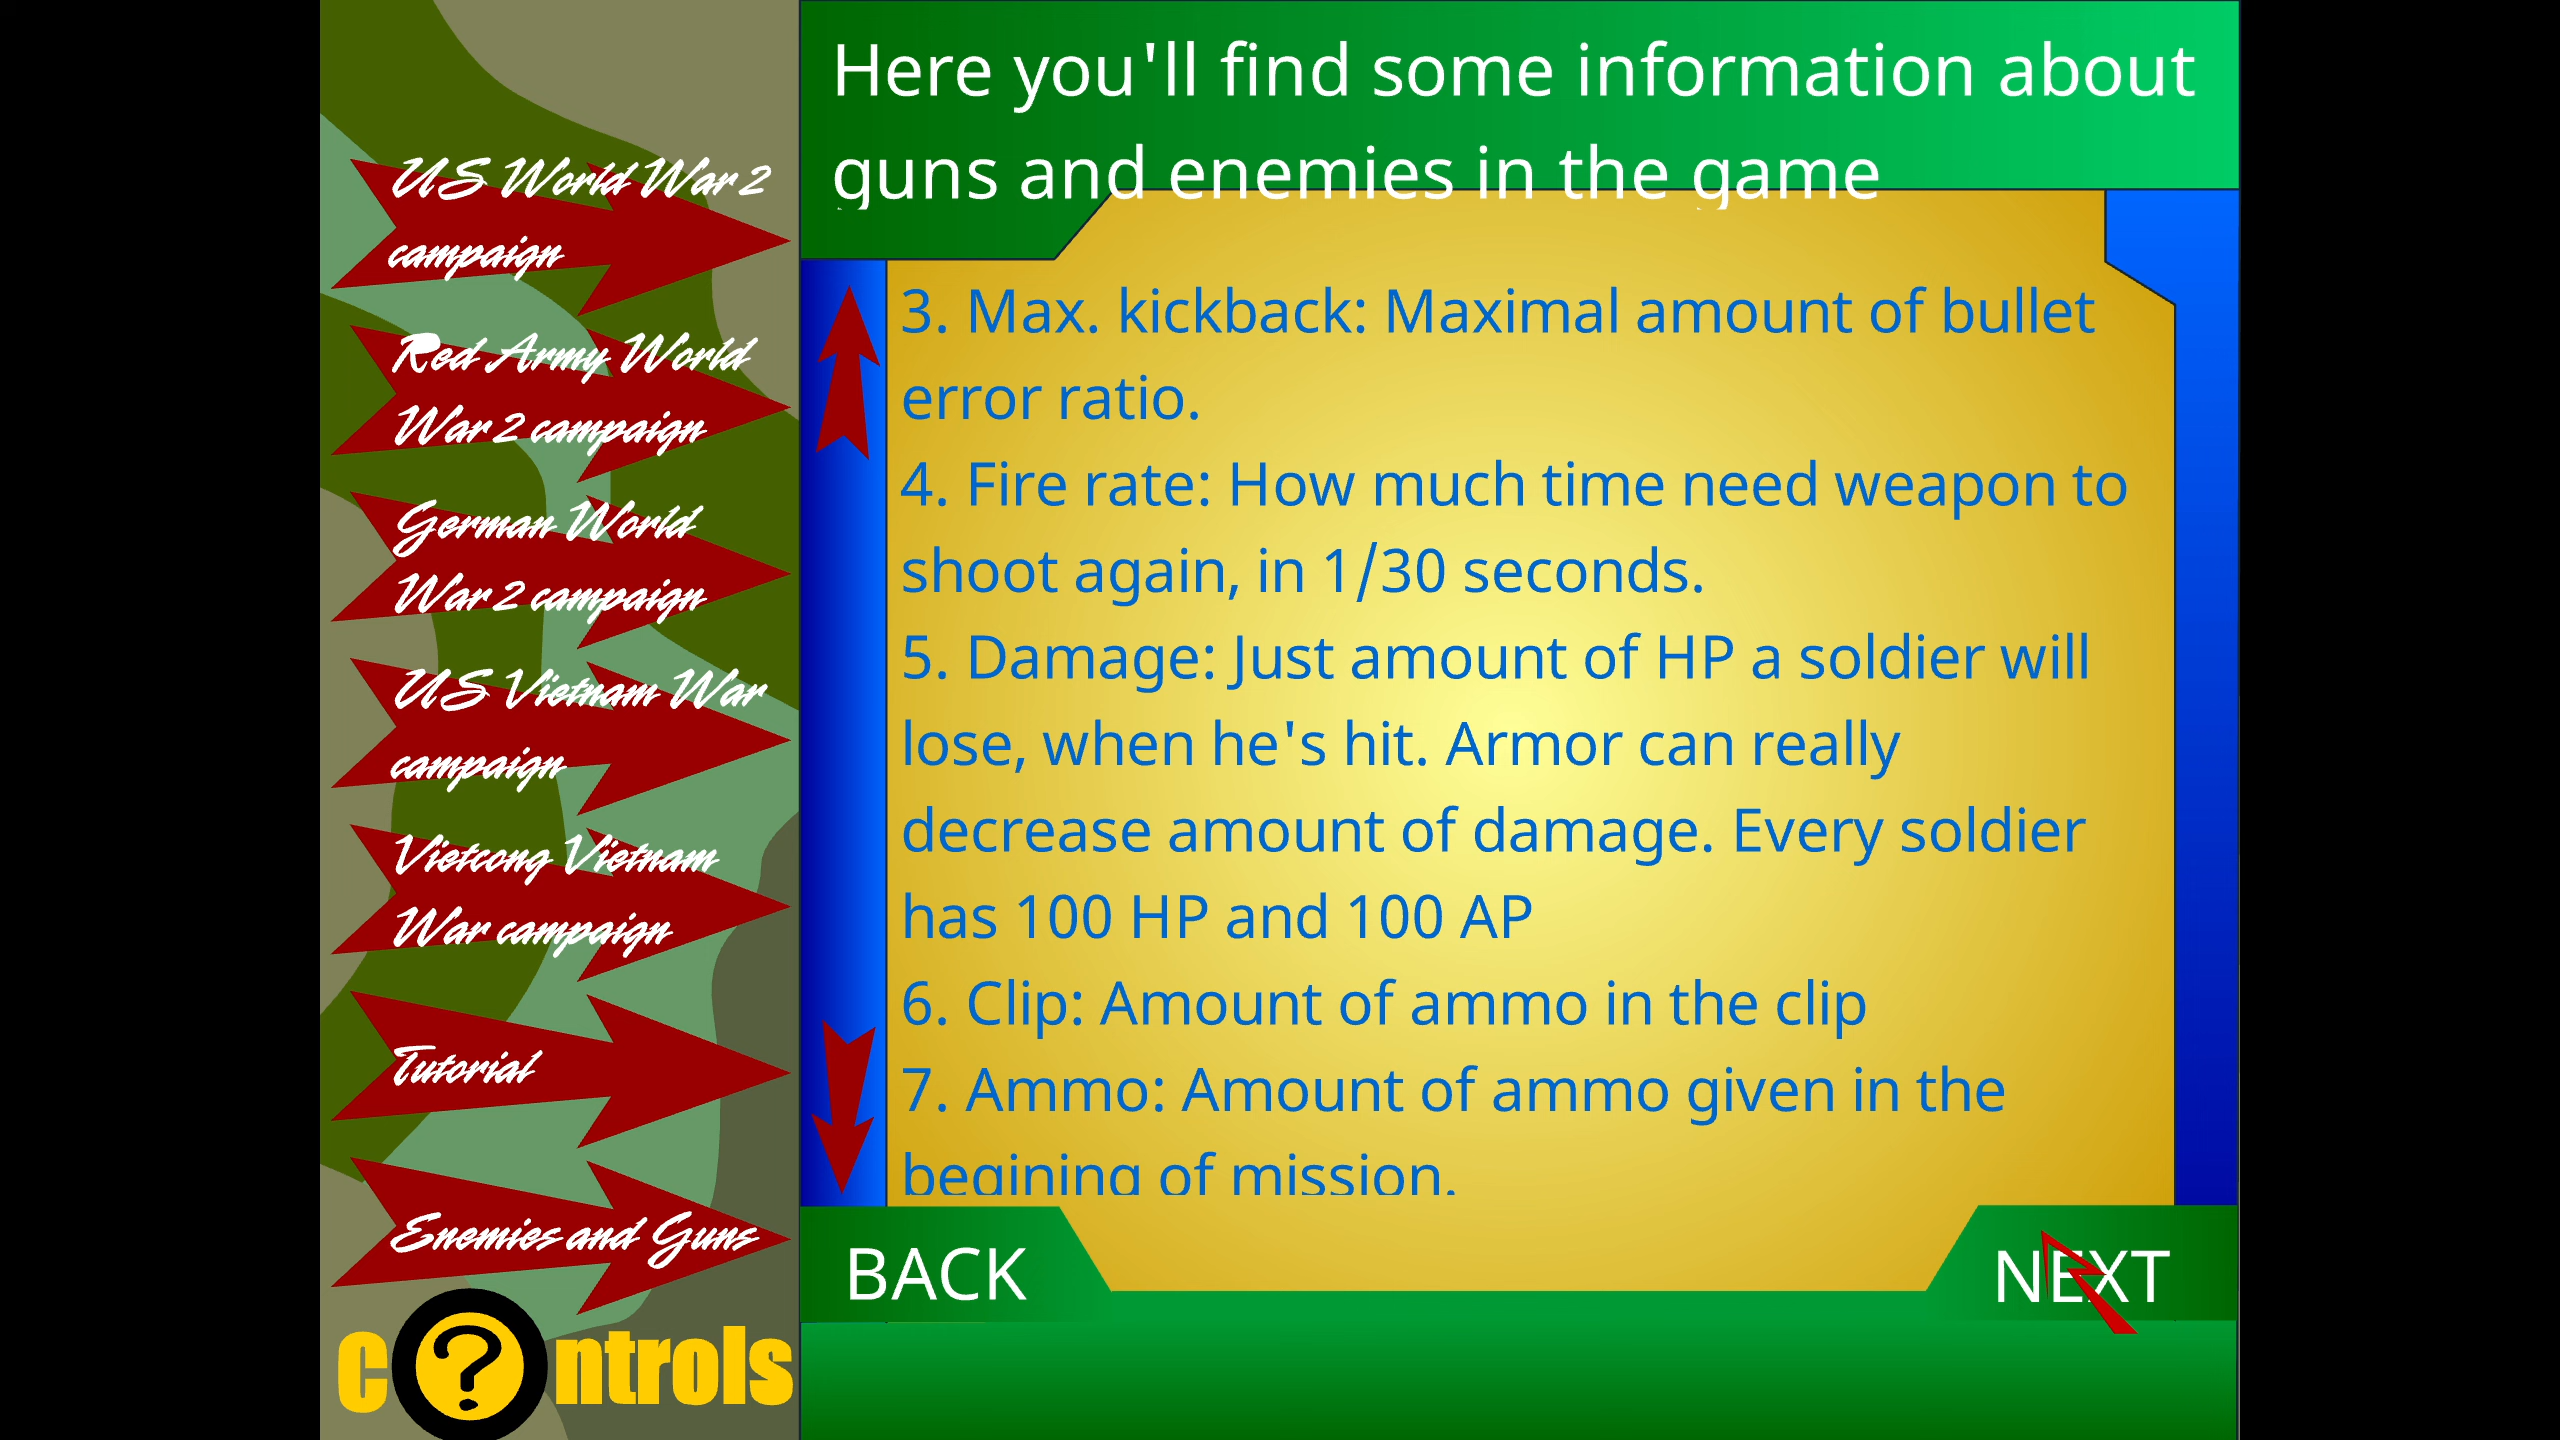 US World War 2
campaign
Red Army World
War 2 campaign
German World
War 2 campaign
US Vietnam War
campaign
Vietcong Vietnam
War campaign
Tutorial
Enemies and Guns
c?ntrols
Here you'll find some information about
guns and enemies in the game
3. Max. kickback: Maximal amount of bullet
error ratio.
4. Fire rate: How much time need weapon to
shoot again, in 1/30 seconds.
5. Damage: Just amount of HP a soldier will
lose, when he's hit. Armor can really
decrease amount of damage. Every soldier
has 100 HP and 100 AP
6. Clip: Amount of ammo in the clip
7. Ammo: Amount of ammo given in the
begining of mission.
BACK
NEXT